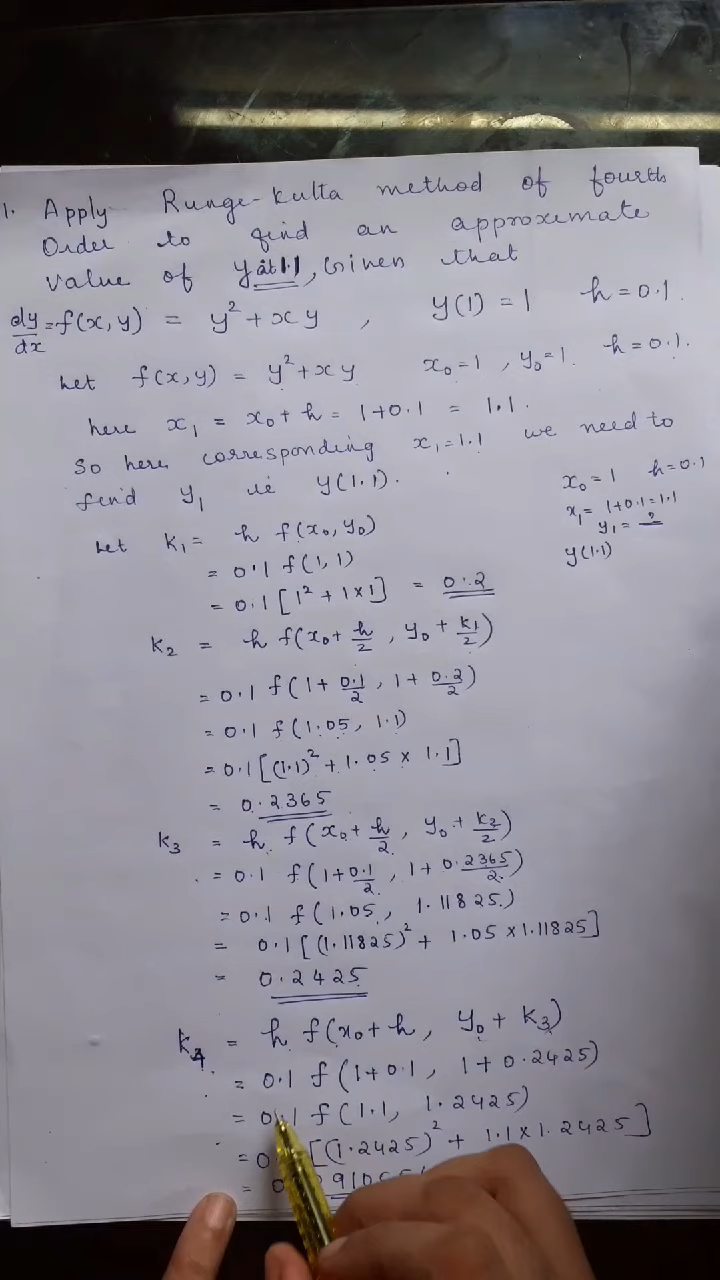 1. Apply Runge-kutta method of fourth
Order to find an approximate
value of y at 1.1, Given that
dy/dx = f(x, y) = y² + xy , y(1) = 1 h = 0.1.
Let f(x, y) = y² + xy x₀ = 1 , y₀ = 1. h = 0.1.
here x₁ = x₀ + h = 1+0.1 = 1.1.
So here corresponding x₁ = 1.1 we need to
find y₁ ie y(1.1).
x₀ = 1 h = 0.1
x₁ = 1+0.1 = 1.1
y₁ = ?
y(1.1)
Let k₁ = h f(x₀, y₀)
= 0.1 f(1, 1)
= 0.1 [1² + 1×1] = 0.2
k₂ = h f(x₀ + h/2 , y₀ + k₁/2)
= 0.1 f(1 + 0.1/2 , 1 + 0.2/2)
= 0.1 f(1.05, 1.1)
= 0.1 [(1.1)² + 1.05 × 1.1]
= 0.2365
k₃ = h f(x₀ + h/2 , y₀ + k₂/2)
= 0.1 f(1 + 0.1/2 , 1 + 0.2365/2)
= 0.1 f(1.05, 1.11825)
= 0.1 [(1.11825)² + 1.05 × 1.11825]
= 0.2425
k₄ = h f(x₀ + h, y₀ + k₃)
= 0.1 f(1+0.1, 1+0.2425)
= 0.1 f(1.1, 1.2425)
= [(1.2425)² + 1.1 × 1.2425]
=